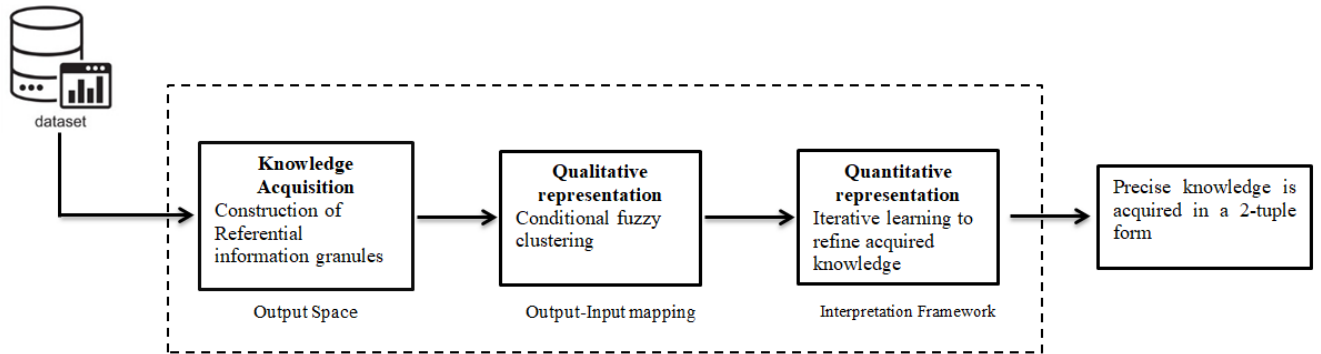 dataset
Knowledge
Acquisition
Construction of
Referential
information granules
Output Space
Qualitative
representation
Conditional fuzzy
clustering
Output-Input mapping
Quantitative
representation
Iterative learning to
refine acquired
knowledge
Interpretation Framework
Precise knowledge is
acquired in a 2-tuple
form